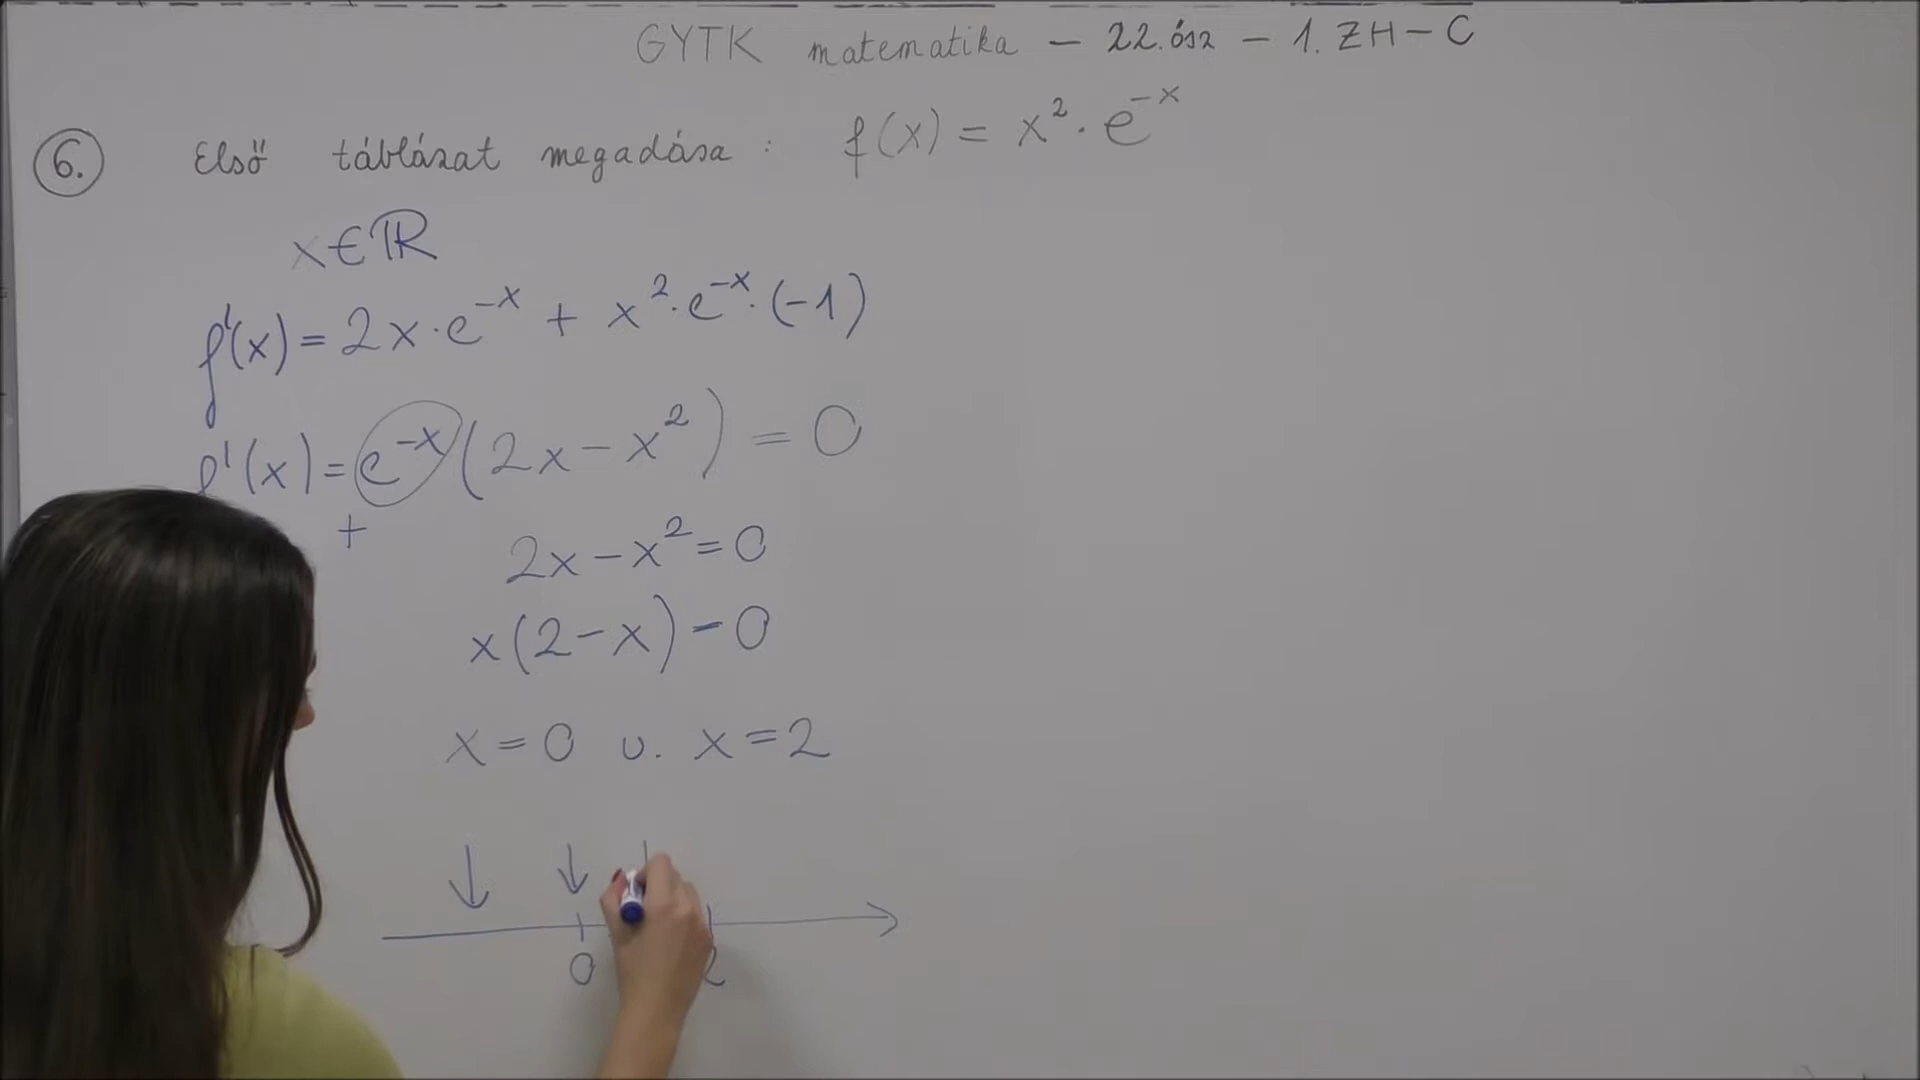 GYTK matematika - 22. ősz - 1. ZH - C
6. Első táblázat megadása : f(x) = x² · e⁻ˣ
x ∈ ℝ
f'(x) = 2x · e⁻ˣ + x² · e⁻ˣ · (-1)
f'(x) = e⁻ˣ (2x - x²) = 0
+
2x - x² = 0
x(2 - x) - 0
x = 0 v. x = 2
0 2